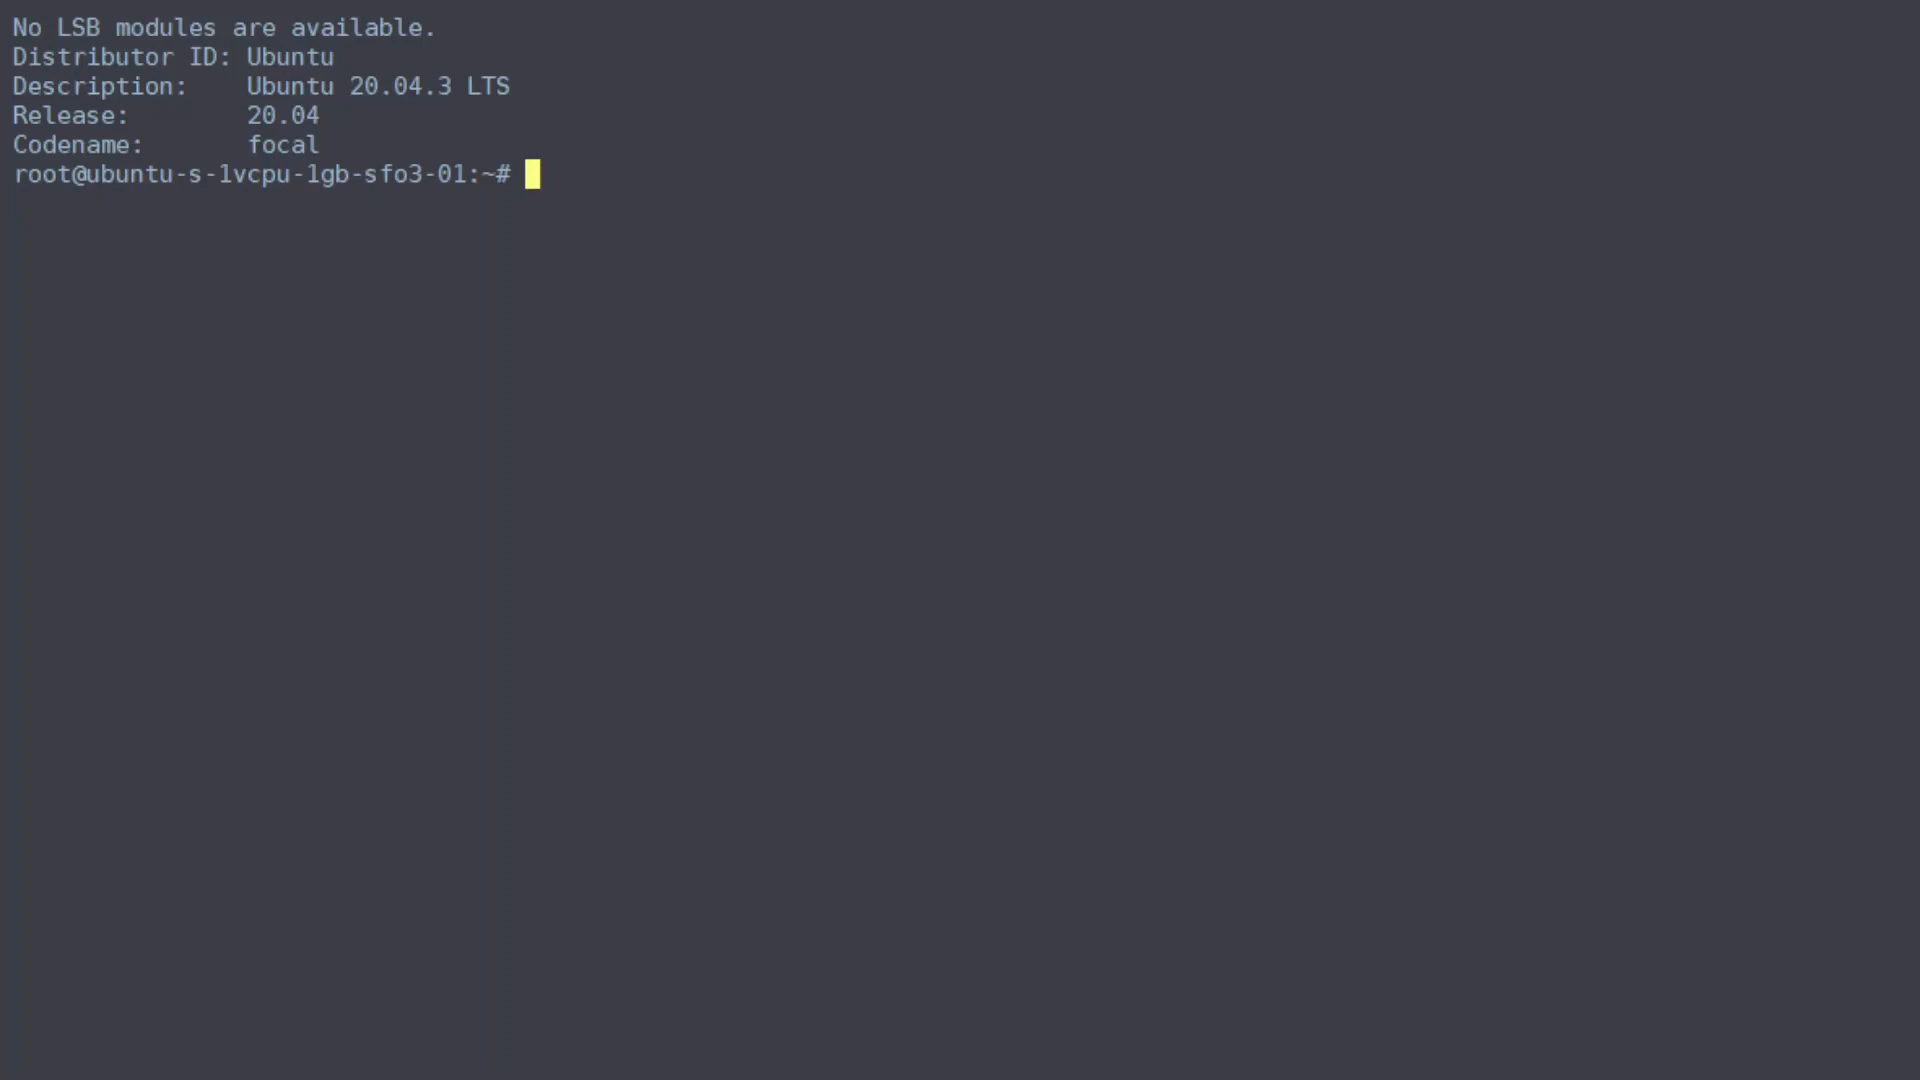 No LSB modules are available.
Distributor ID: Ubuntu
Description:    Ubuntu 20.04.3 LTS
Release:        20.04
Codename:       focal
root@ubuntu-s-1vcpu-1gb-sfo3-01:~#